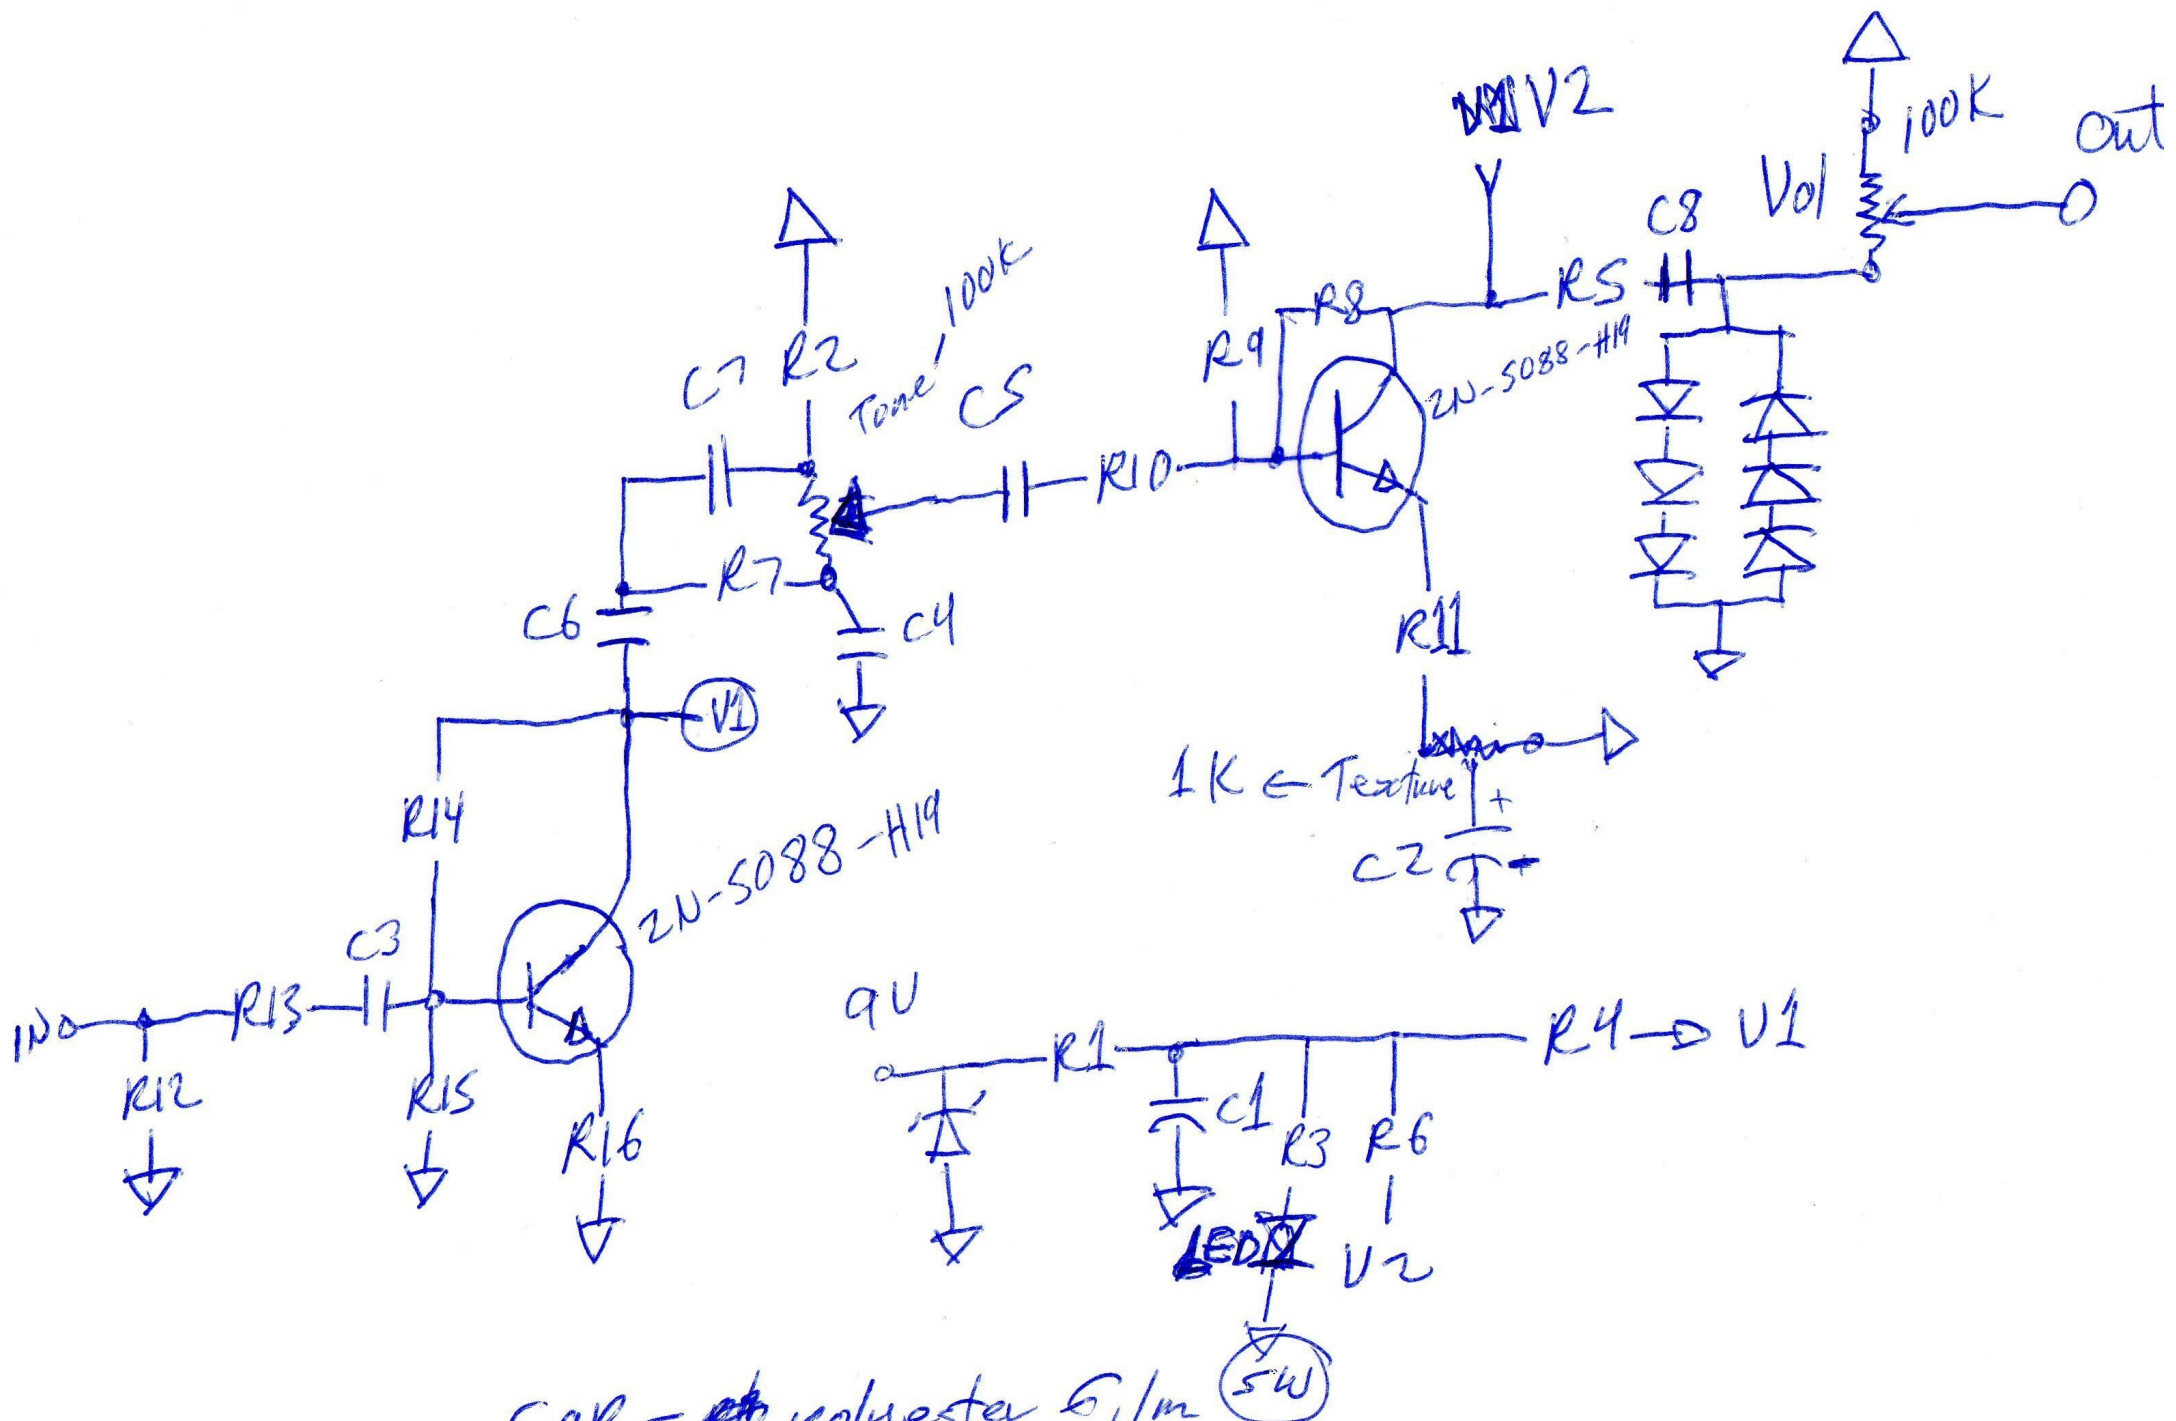 V2
100K
Out
Vol
C8
R5
100K
Tone
C7
R2
C5
R9
R8
2N-5088-H19
R10
R7
C6
C4
R11
V1
1K ← Texture
+
C2
-
R14
2N-5088-H19
C3
INO
R13
R12
R15
R16
9V
R1
C1
R3
R6
R4
V1
LED
V2
SW
CAP - polyester film